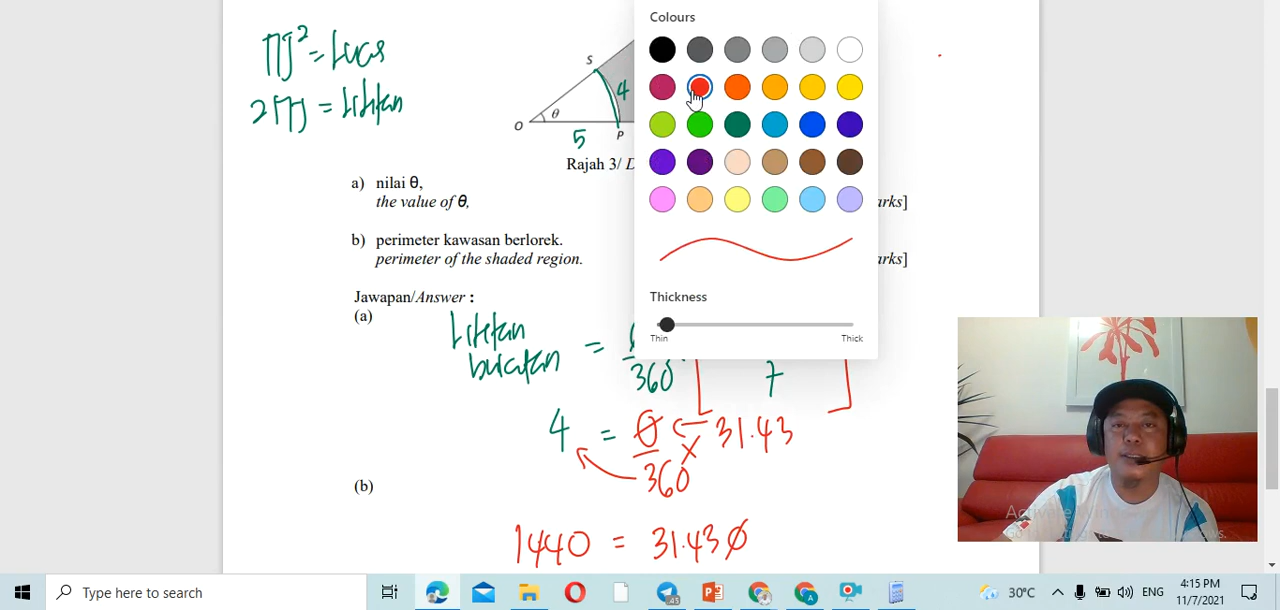 Colours
πj² = Luas
2πj = Lilitan
S
4
θ
O
5
P
Rajah 3/ D
a) nilai θ,
the value of θ,
arks]
b) perimeter kawasan berlorek.
perimeter of the shaded region.
arks]
Thickness
Thin
Thick
Jawapan/Answer :
(a)
Lilitan
bulatan =
360
7
4 = θ × 31.43
360
(b)
1440 = 31.43θ
Type here to search
30°C
ENG
4:15 PM
11/7/2021